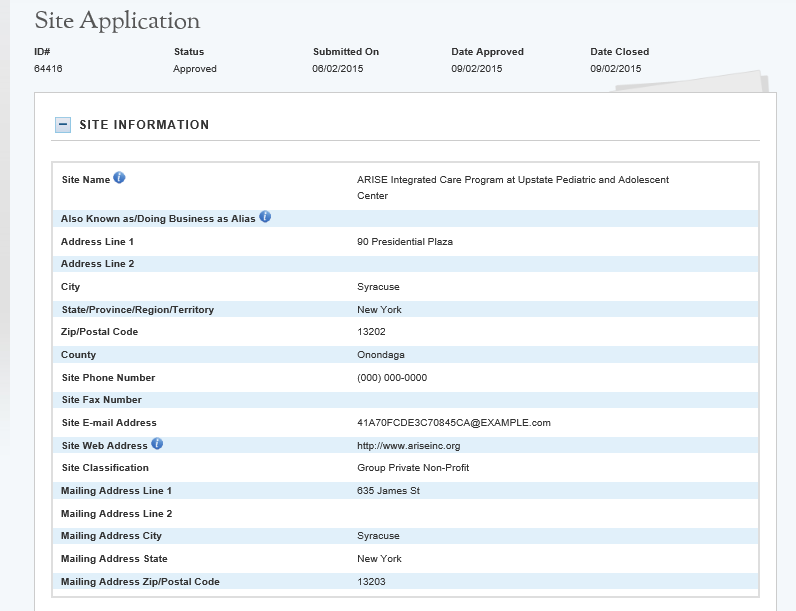 Site Application
ID# Status Submitted On Date Approved Date Closed
64416 Approved 06/02/2015 09/02/2015 09/02/2015
SITE INFORMATION
Site Name ARISE Integrated Care Program at Upstate Pediatric and Adolescent
Center
Also Known as/Doing Business as Alias
Address Line 1 90 Presidential Plaza
Address Line 2
City Syracuse
State/Province/Region/Territory New York
Zip/Postal Code 13202
County Onondaga
Site Phone Number (000) 000-0000
Site Fax Number
Site E-mail Address 41A70FCDE3C70845CA@EXAMPLE.com
Site Web Address http://www.ariseinc.org
Site Classification Group Private Non-Profit
Mailing Address Line 1 635 James St
Mailing Address Line 2
Mailing Address City Syracuse
Mailing Address State New York
Mailing Address Zip/Postal Code 13203